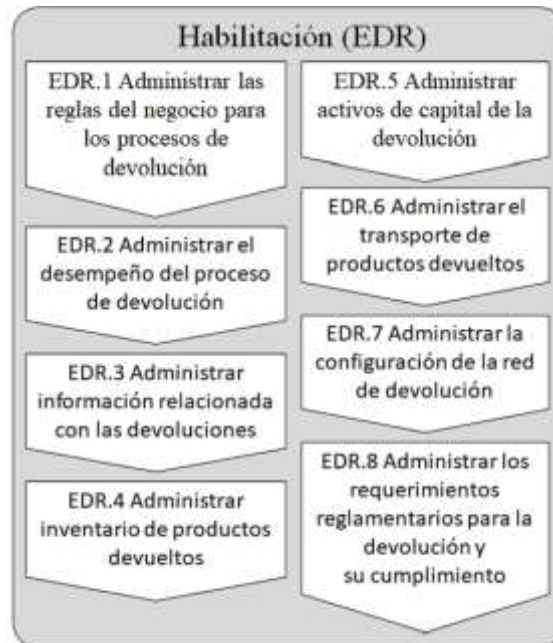 Habilitación (EDR)
EDR.1 Administrar las
reglas del negocio para
los procesos de
devolución
EDR.2 Administrar el
desempeño del proceso
de devolución
EDR.3 Administrar
información relacionada
con las devoluciones
EDR.4 Administrar
inventario de productos
devueltos
EDR.5 Administrar
activos de capital de la
devolución
EDR.6 Administrar el
transporte de
productos devueltos
EDR.7 Administrar la
configuración de la red
de devolución
EDR.8 Administrar los
requerimientos
reglamentarios para la
devolución y
su cumplimiento